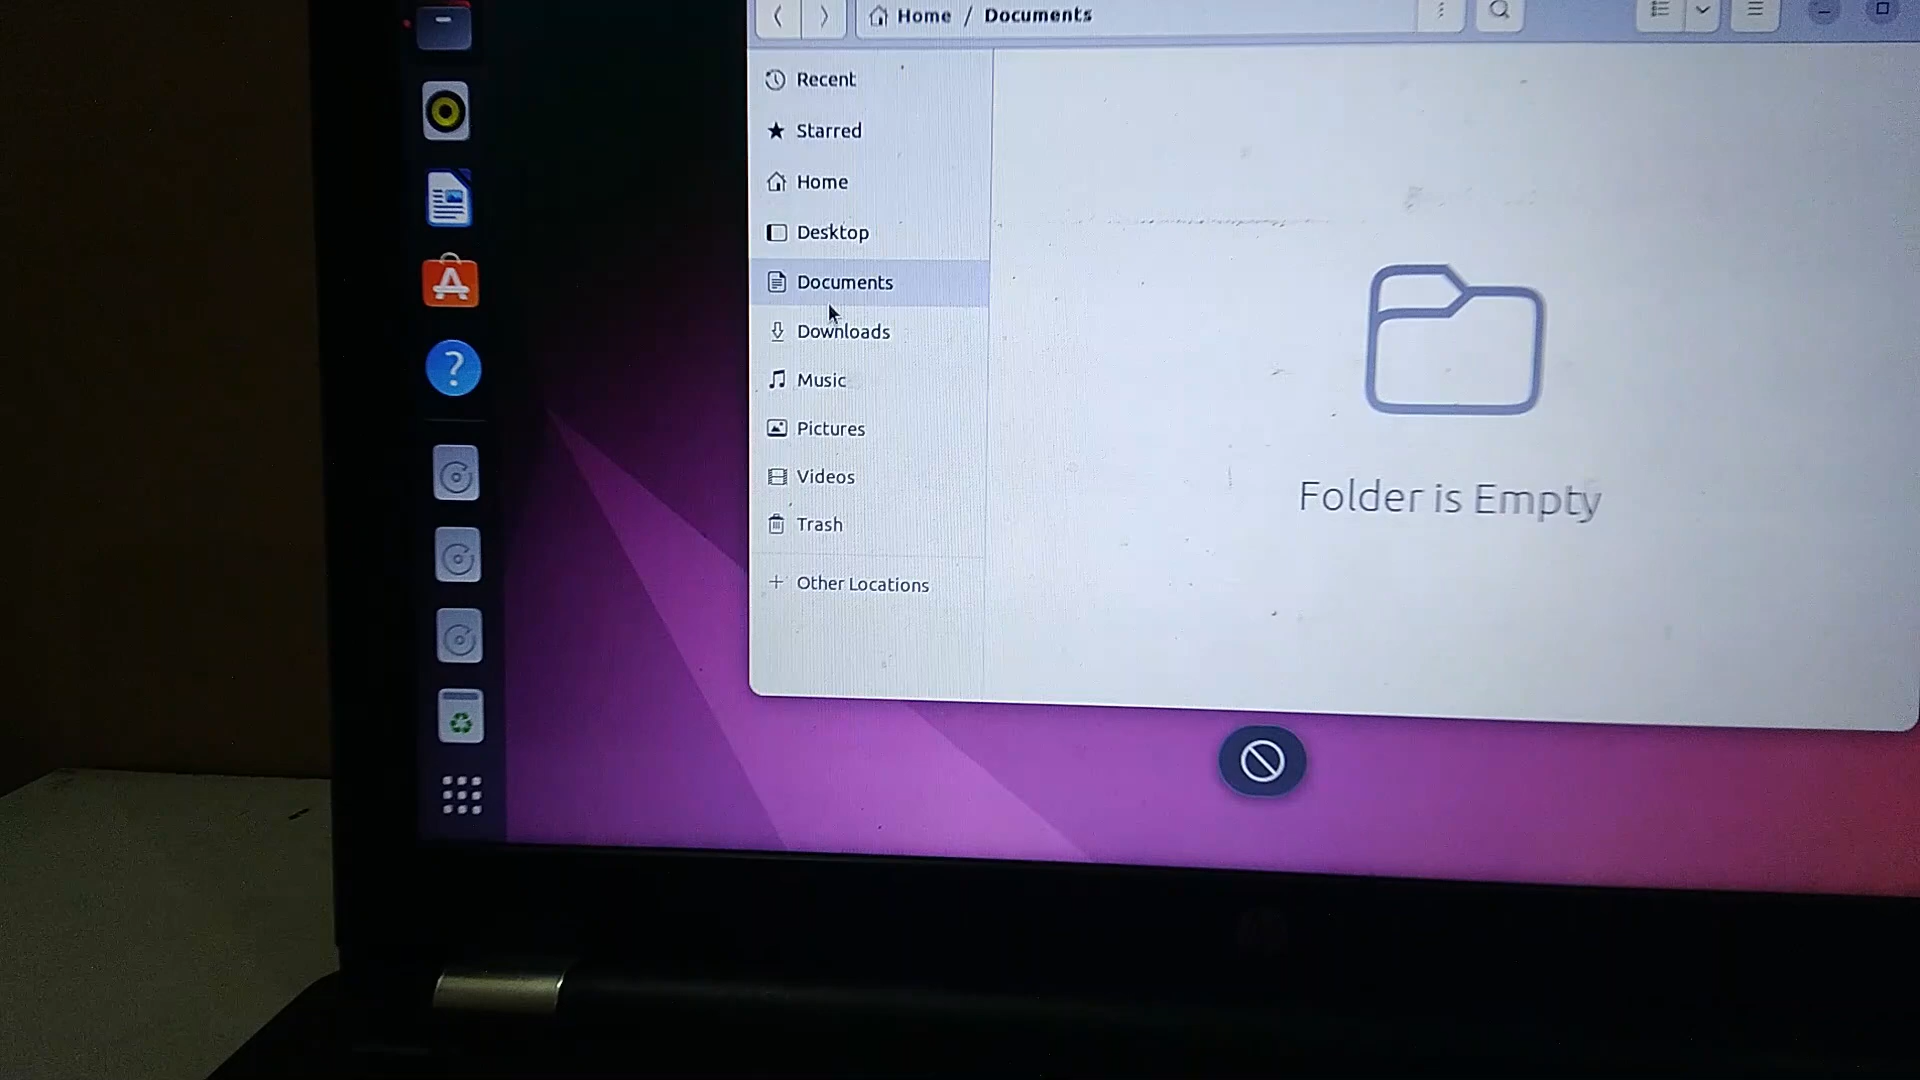 Home / Documents
Recent
Starred
Home
Desktop
Documents
Downloads
Music
Pictures
Videos
Trash
+ Other Locations
Folder is Empty